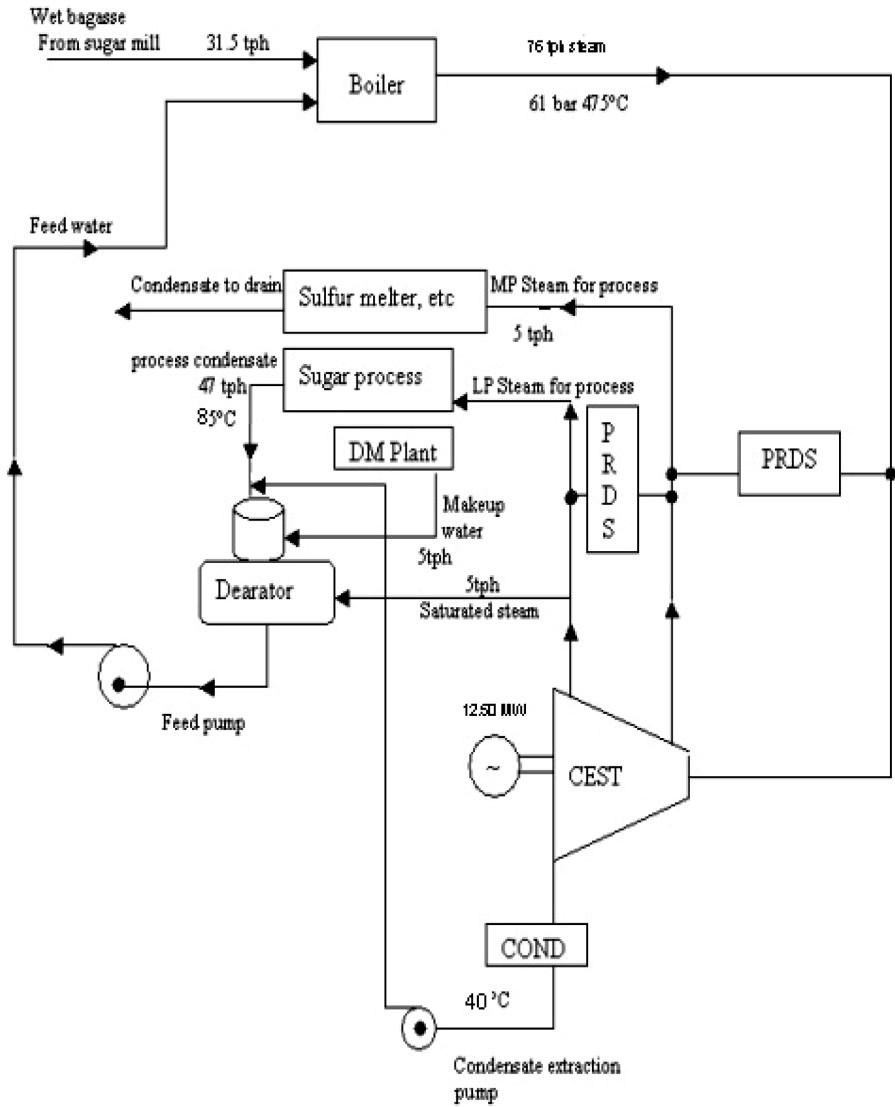 Wet bagasse
From sugar mill 31.5 tph
Boiler
76 tph steam
61 bar 475°C
Feed water
Condensate to drain
Sulfur melter, etc
MP Steam for process
5 tph
process condensate
47 tph
85°C
Sugar process
LP Steam for process
P
R
D
S
PRDS
DM Plant
Makeup
water
5tph
Dearator
5tph
Saturated steam
Feed pump
12.50 MW
~
CEST
COND
40 °C
Condensate extraction
pump